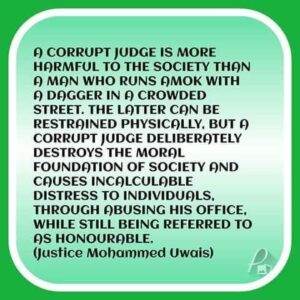 A CORRUPT JUDGE IS MORE
HARMFUL TO THE SOCIETY THAN
A MAN WHO RUNS AMOK WITH
A DAGGER IN A CROWDED
STREET. THE LATTER CAN BE
RESTRAINED PHYSICALLY, BUT A
CORRUPT JUDGE DELIBERATELY
DESTROYS THE MORAL
FOUNDATION OF SOCIETY AND
CAUSES INCALCULABLE
DISTRESS TO INDIVIDUALS,
THROUGH ABUSING HIS OFFICE,
WHILE STILL BEING REFERRED TO
AS HONOURABLE.
(Justice Mohammed Uwais)